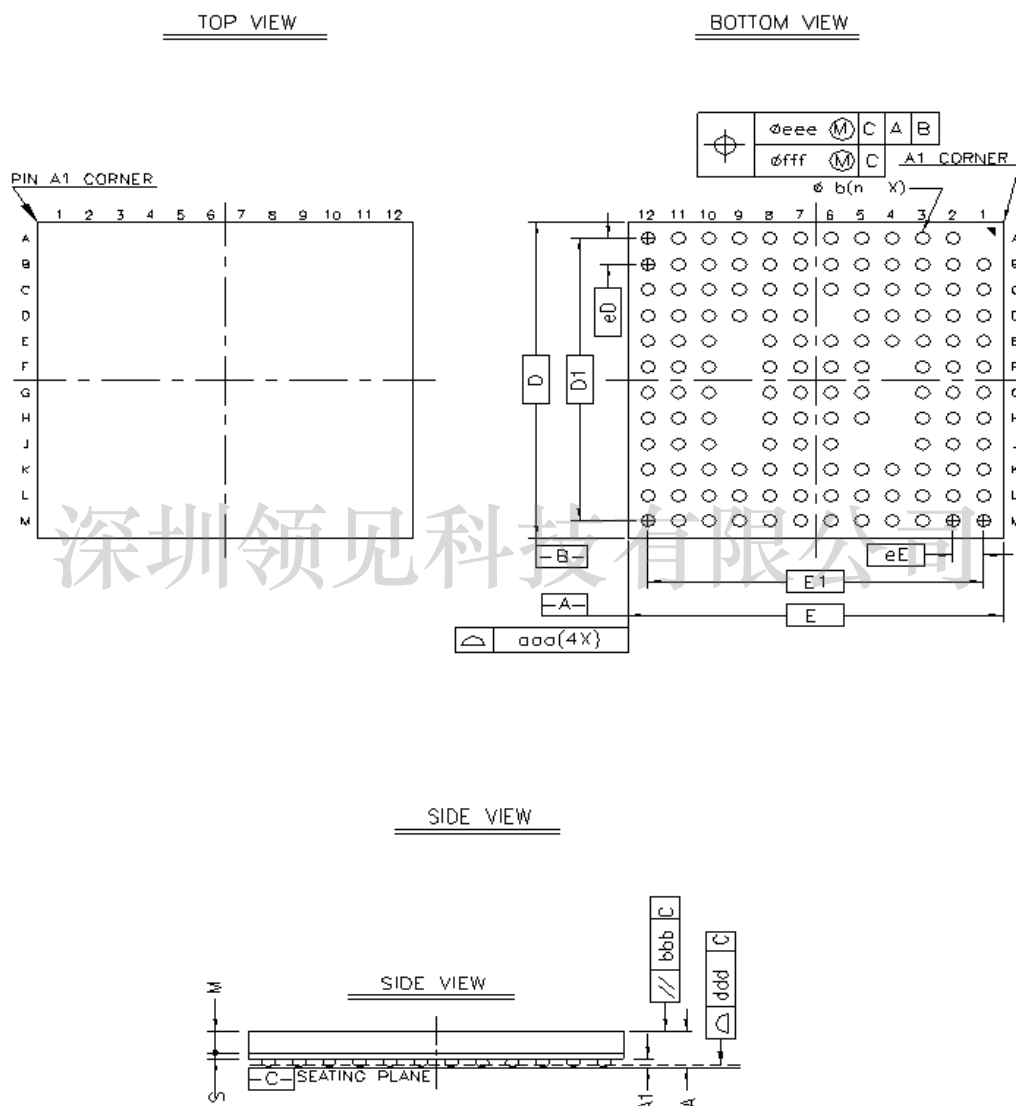 TOP VIEW
BOTTOM VIEW
øeee Ⓜ C A B
øfff Ⓜ C
A1 CORNER
PIN A1 CORNER
ø b(n X)
1 2 3 4 5 6 7 8 9 10 11 12
12 11 10 9 8 7 6 5 4 3 2 1
A
B
C
D
E
F
G
H
J
K
L
M
eD
D
D1
深圳领见科技有限公司
-B-
eE
E1
-A-
E
aaa(4X)
SIDE VIEW
// bbb C
ddd C
SIDE VIEW
M
S
-C- SEATING PLANE
A1
A